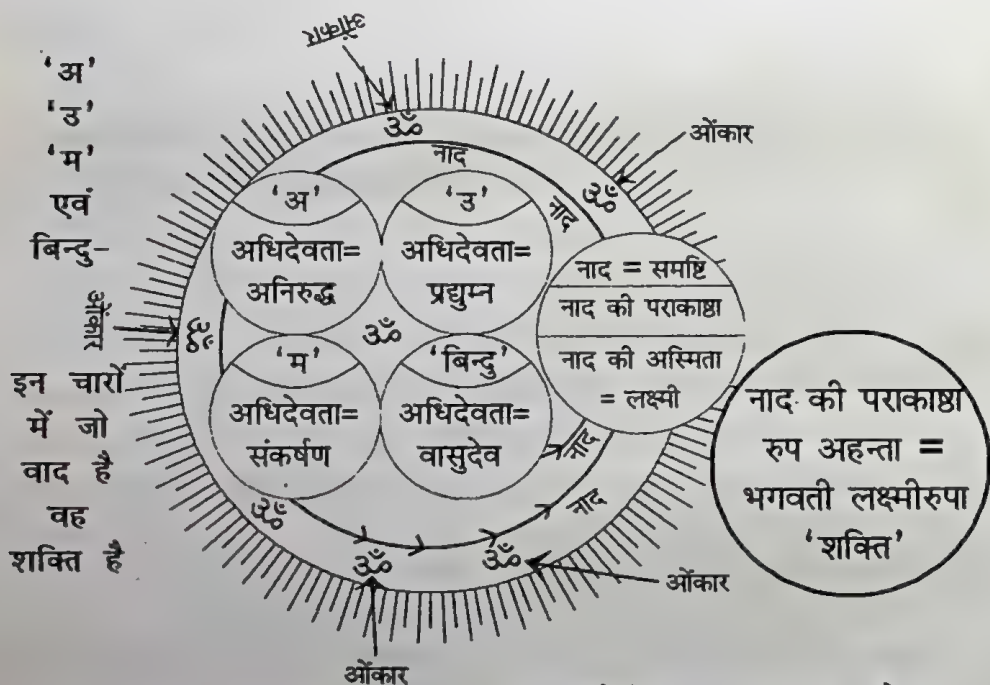 ओंकार
‘अ’
‘उ’
‘म’
एवं
बिन्दु-
ओंकार
इन चारों
में जो
वाद है
वह
शक्ति है
ॐ
नाद
ओंकार
ॐ
नाद
‘अ’
अधिदेवता=
अनिरुद्ध
‘उ’
अधिदेवता=
प्रद्युम्न
ॐ
ॐ
‘म’
अधिदेवता=
संकर्षण
‘बिन्दु’
अधिदेवता=
वासुदेव
नाद = समष्टि
नाद की पराकाष्ठा
नाद की अस्मिता
= लक्ष्मी
नाद की पराकाष्ठा
रुप अहन्ता =
भगवती लक्ष्मीरुपा
‘शक्ति’
नाद
नाद
ॐ
ॐ
ॐ
ओंकार
ओंकार